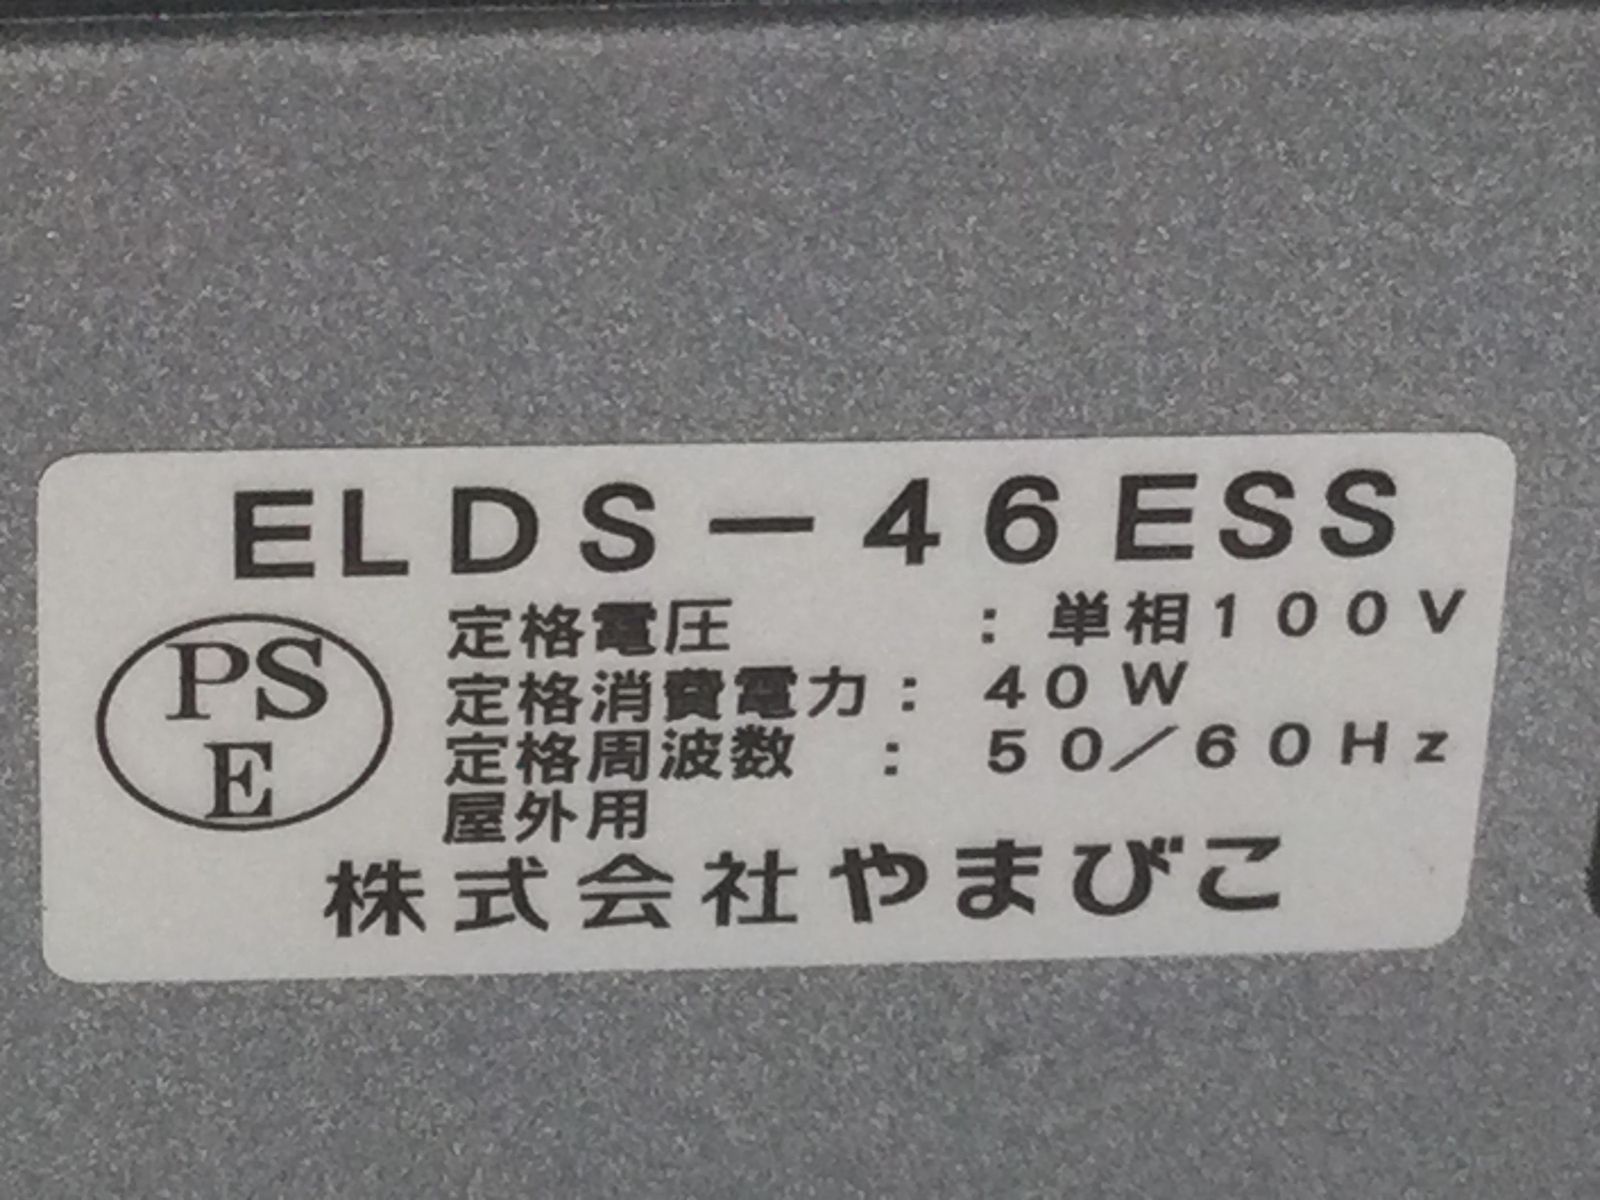 ELDS－46ESS
PS
E
定格電圧　　　：単相100V
定格消費電力：40W
定格周波数　：50／60Hz
屋外用
株式会社やまびこ